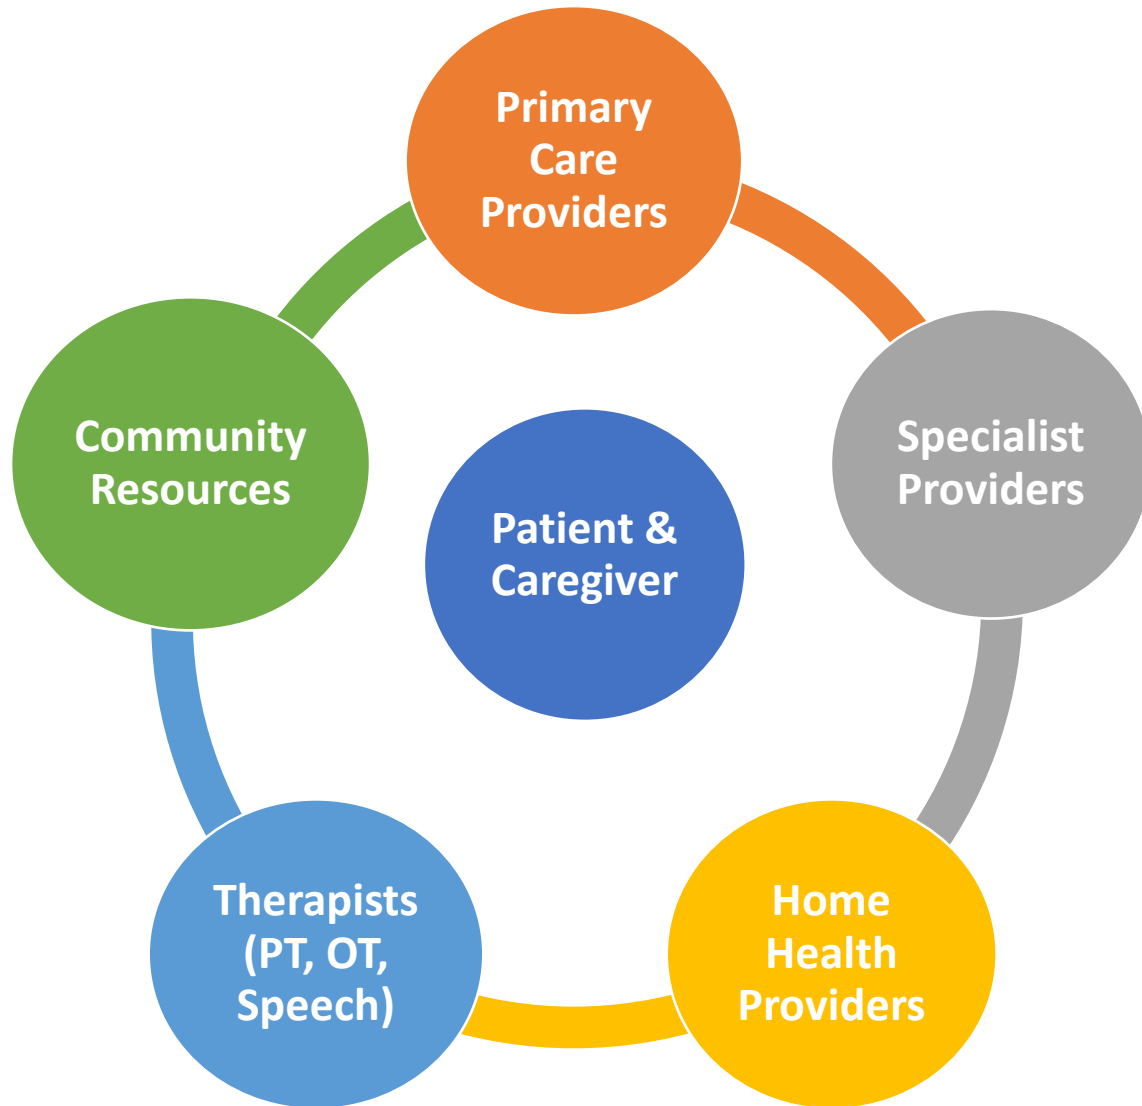 Primary
Care
Providers
Community
Resources
Specialist
Providers
Patient &
Caregiver
Therapists
(PT, OT,
Speech)
Home
Health
Providers